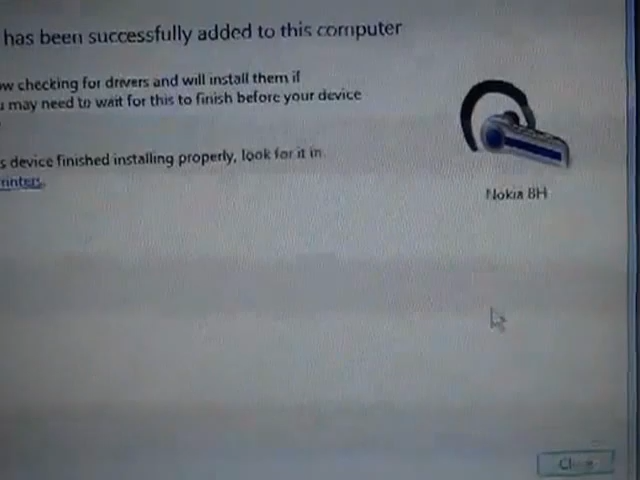 has been successfully added to this computer
ow checking for drivers and will install them if
u may need to wait for this to finish before your device
s device finished installing properly, look for it in
rinters.
Nokia BH
Close